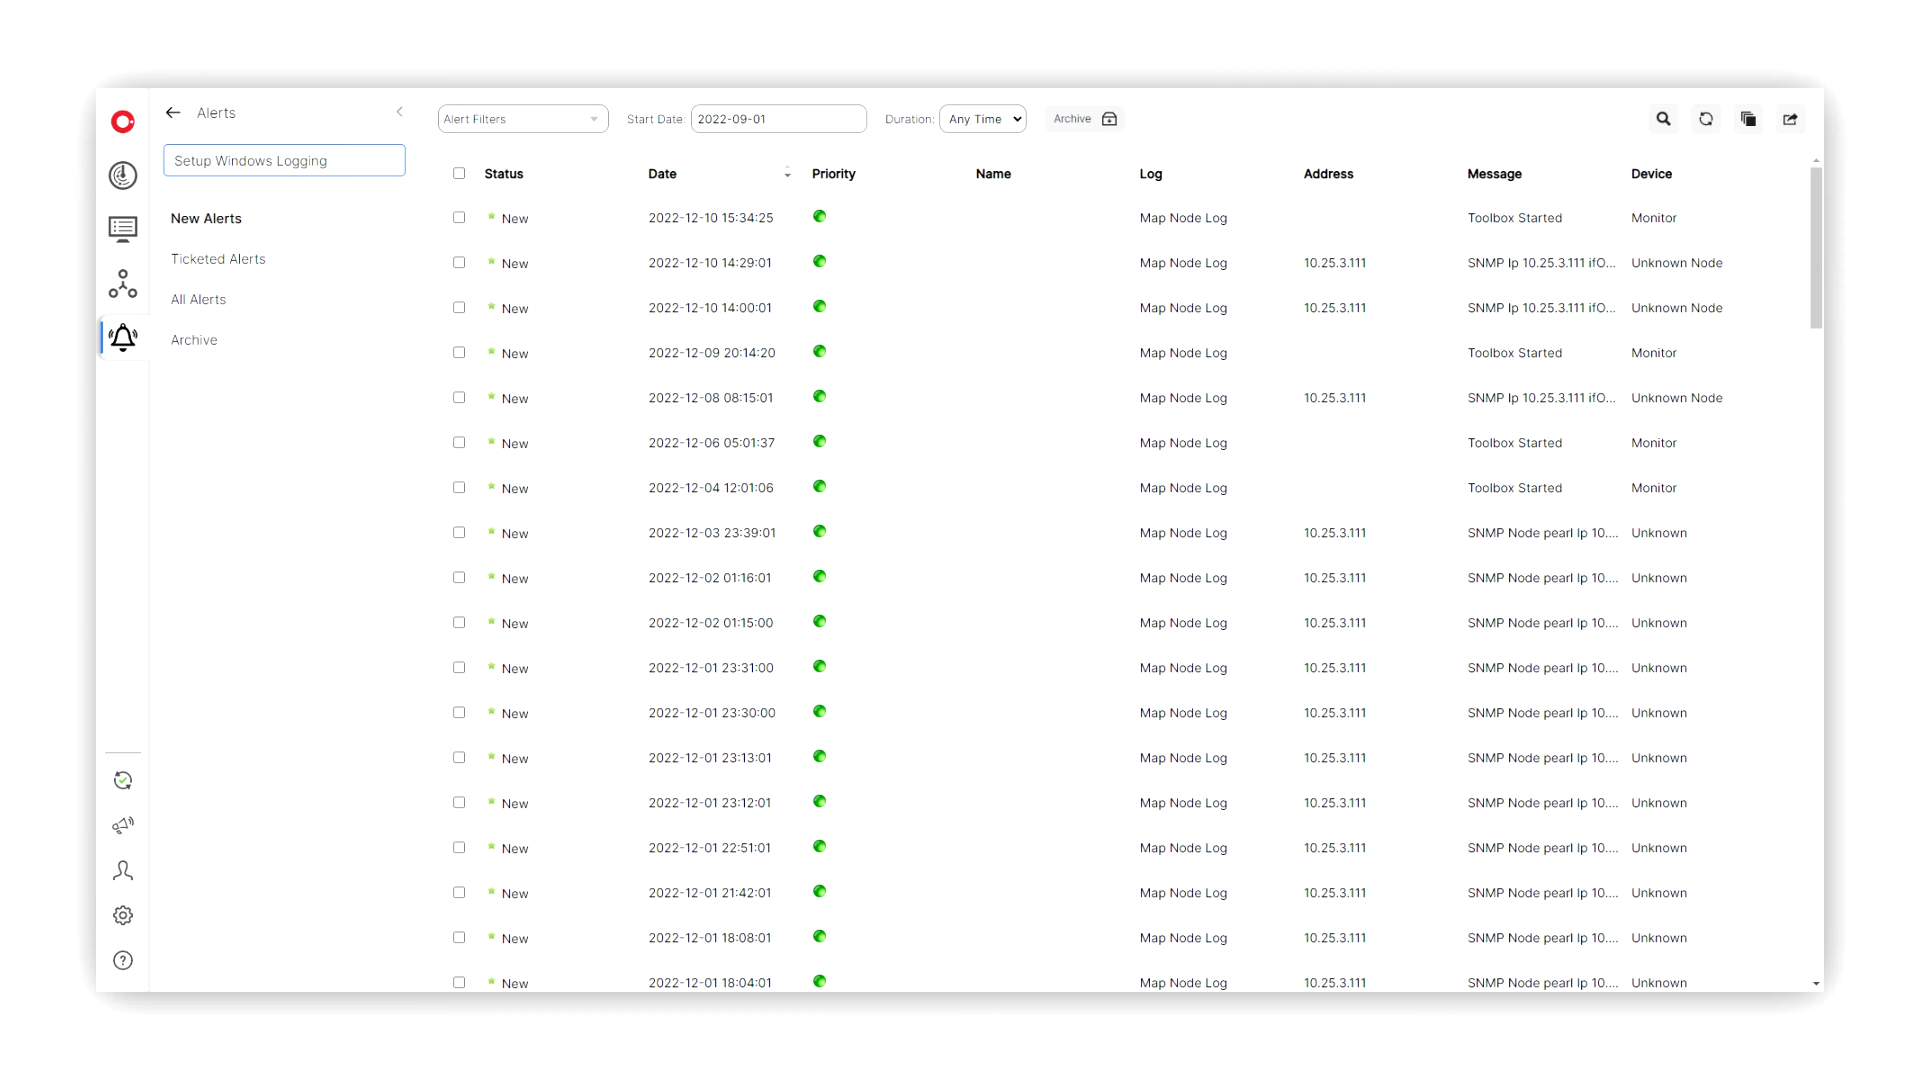 Alerts
Setup Windows Logging
New Alerts
Ticketed Alerts
All Alerts
Archive
Alert Filters Start Date: 2022-09-01 Duration: Any Time Archive
Status Date Priority Name Log Address Message Device
New 2022-12-10 15:34:25 Map Node Log Toolbox Started Monitor
New 2022-12-10 14:29:01 Map Node Log 10.25.3.111 SNMP Ip 10.25.3.111 ifO... Unknown Node
New 2022-12-10 14:00:01 Map Node Log 10.25.3.111 SNMP Ip 10.25.3.111 ifO... Unknown Node
New 2022-12-09 20:14:20 Map Node Log Toolbox Started Monitor
New 2022-12-08 08:15:01 Map Node Log 10.25.3.111 SNMP Ip 10.25.3.111 ifO... Unknown Node
New 2022-12-06 05:01:37 Map Node Log Toolbox Started Monitor
New 2022-12-04 12:01:06 Map Node Log Toolbox Started Monitor
New 2022-12-03 23:39:01 Map Node Log 10.25.3.111 SNMP Node pearl Ip 10.... Unknown
New 2022-12-02 01:16:01 Map Node Log 10.25.3.111 SNMP Node pearl Ip 10.... Unknown
New 2022-12-02 01:15:00 Map Node Log 10.25.3.111 SNMP Node pearl Ip 10.... Unknown
New 2022-12-01 23:31:00 Map Node Log 10.25.3.111 SNMP Node pearl Ip 10.... Unknown
New 2022-12-01 23:30:00 Map Node Log 10.25.3.111 SNMP Node pearl Ip 10.... Unknown
New 2022-12-01 23:13:01 Map Node Log 10.25.3.111 SNMP Node pearl Ip 10.... Unknown
New 2022-12-01 23:12:01 Map Node Log 10.25.3.111 SNMP Node pearl Ip 10.... Unknown
New 2022-12-01 22:51:01 Map Node Log 10.25.3.111 SNMP Node pearl Ip 10.... Unknown
New 2022-12-01 21:42:01 Map Node Log 10.25.3.111 SNMP Node pearl Ip 10.... Unknown
New 2022-12-01 18:08:01 Map Node Log 10.25.3.111 SNMP Node pearl Ip 10.... Unknown
New 2022-12-01 18:04:01 Map Node Log 10.25.3.111 SNMP Node pearl Ip 10.... Unknown